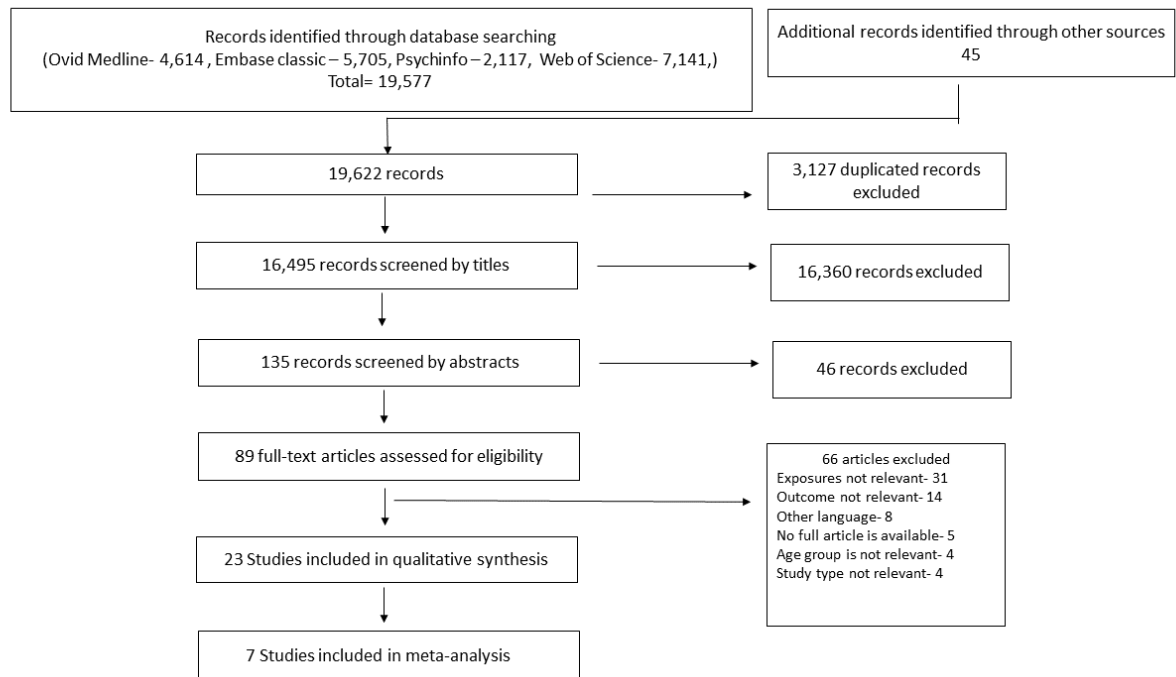 Records identified through database searching
(Ovid Medline- 4,614 , Embase classic – 5,705, Psychinfo – 2,117, Web of Science- 7,141,)
Total= 19,577
Additional records identified through other sources
45
19,622 records
3,127 duplicated records
excluded
16,495 records screened by titles
16,360 records excluded
135 records screened by abstracts
46 records excluded
89 full-text articles assessed for eligibility
66 articles excluded
Exposures not relevant- 31
Outcome not relevant- 14
Other language- 8
No full article is available- 5
Age group is not relevant- 4
Study type not relevant- 4
23 Studies included in qualitative synthesis
7 Studies included in meta-analysis